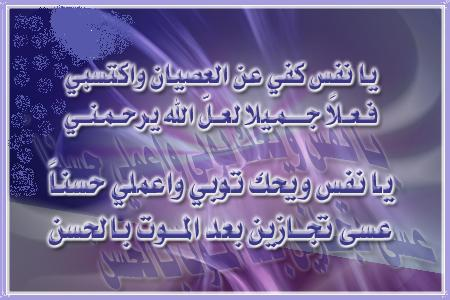 يا نفس كفي عن العصيان واكتسبي
فعلاً جميلا لعلّ الله يرحمني
يا نفس ويحك توبي واعملي حسناً
عسى تجازين بعد الموت بالحسن